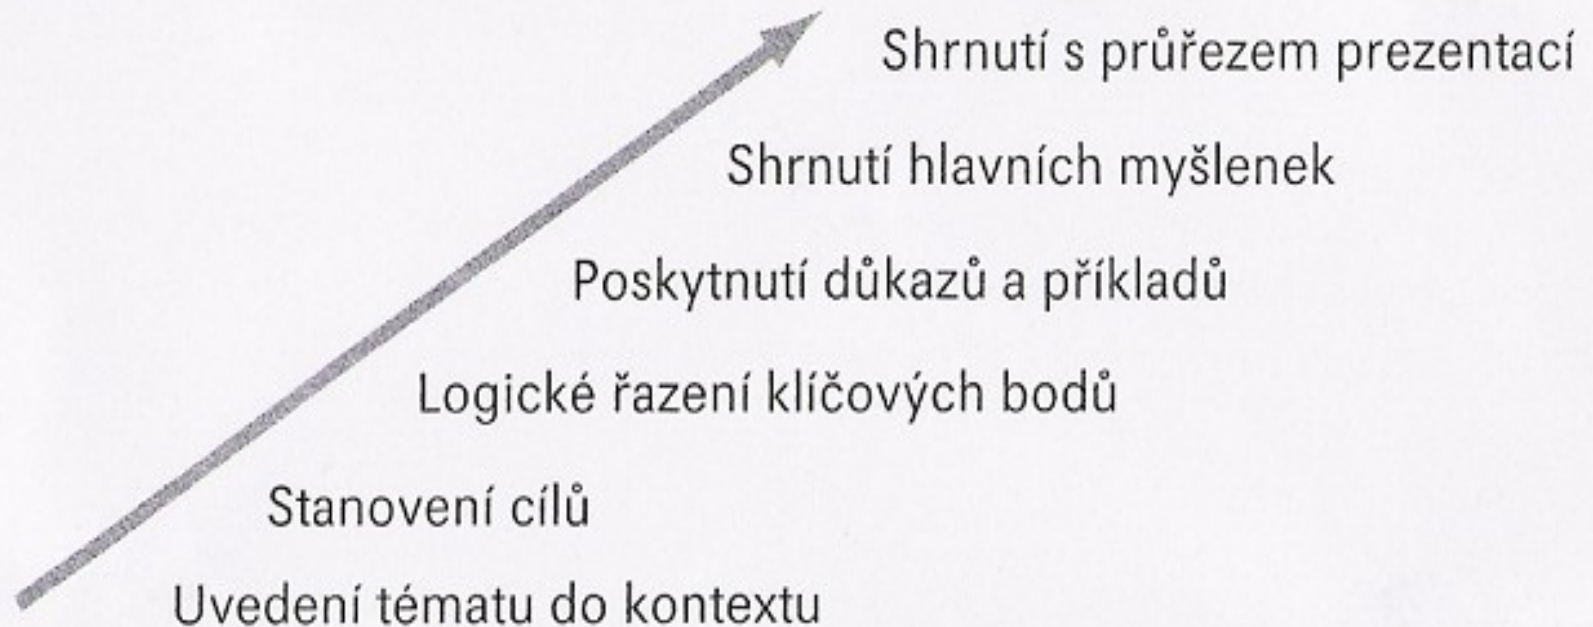 Shrnutí s průřezem prezentací
Shrnutí hlavních myšlenek
Poskytnutí důkazů a příkladů
Logické řazení klíčových bodů
Stanovení cílů
Uvedení tématu do kontextu